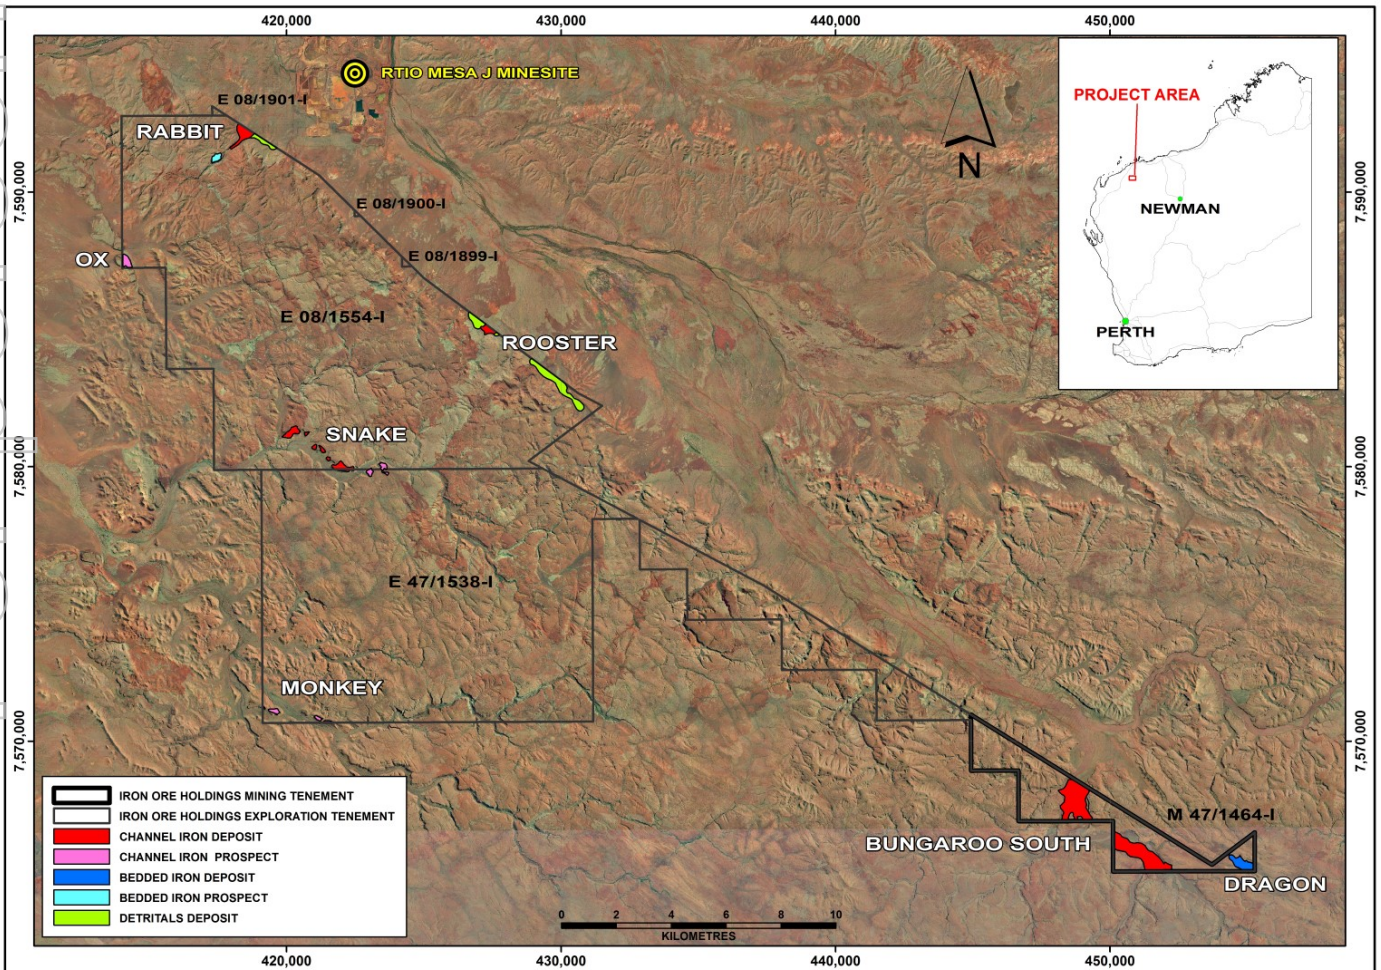 420,000
430,000
440,000
450,000
RTIO MESA J MINESITE
E 08/1901-I
RABBIT
PROJECT AREA
N
NEWMAN
PERTH
7,590,000
7,590,000
E 08/1900-I
OX
E 08/1899-I
E 08/1554-I
ROOSTER
SNAKE
7,580,000
7,580,000
E 47/1538-I
MONKEY
7,570,000
7,570,000
IRON ORE HOLDINGS MINING TENEMENT
IRON ORE HOLDINGS EXPLORATION TENEMENT
CHANNEL IRON DEPOSIT
CHANNEL IRON PROSPECT
BEDDED IRON DEPOSIT
BEDDED IRON PROSPECT
DETRITALS DEPOSIT
M 47/1464-I
BUNGAROO SOUTH
DRAGON
0 2 4 6 8 10
KILOMETRES
420,000
430,000
440,000
450,000